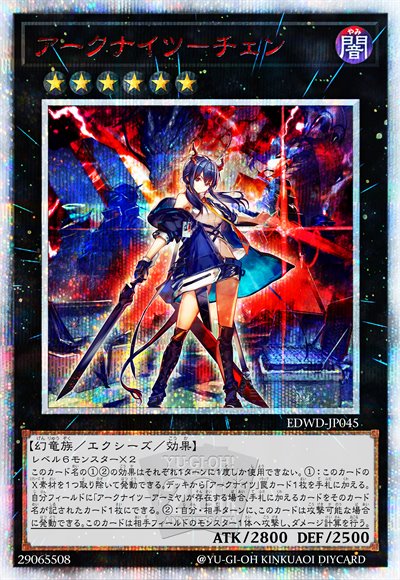 アークナイツーチェン
やみ
闇
EDWD-JP045
げんりゅうぞく こうか
【幻竜族／エクシーズ／効果】
レベル６モンスター×２
このカード名の①②の効果はそれぞれ1ターンに１度しか使用できない。①：このカードの
X素材を１つ取り除いて発動できる。デッキから「アークナイツ」罠カード1枚を手札に加える。
自分フィールドに「アークナイツ－アーミヤ」が存在する場合、手札に加えるカードをそのカード
名が記されたカード1枚にできる。②：自分・相手ターンに、このカードは攻撃可能な場合に
発動できる。このカードは相手フィールドのモンスター1体へ攻撃し、ダメージ計算を行う。
ATK/2800 DEF/2500
29065508 @YU-GI-OH KINKUAOI DIYCARD